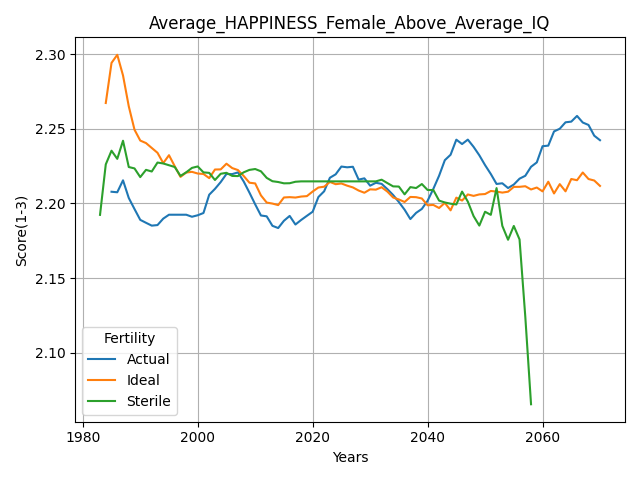 Average_HAPPINESS_Female_Above_Average_IQ
Score(1-3)
2.30
2.25
2.20
2.15
2.10
Fertility
Actual
Ideal
Sterile
1980 2000 2020 2040 2060
Years